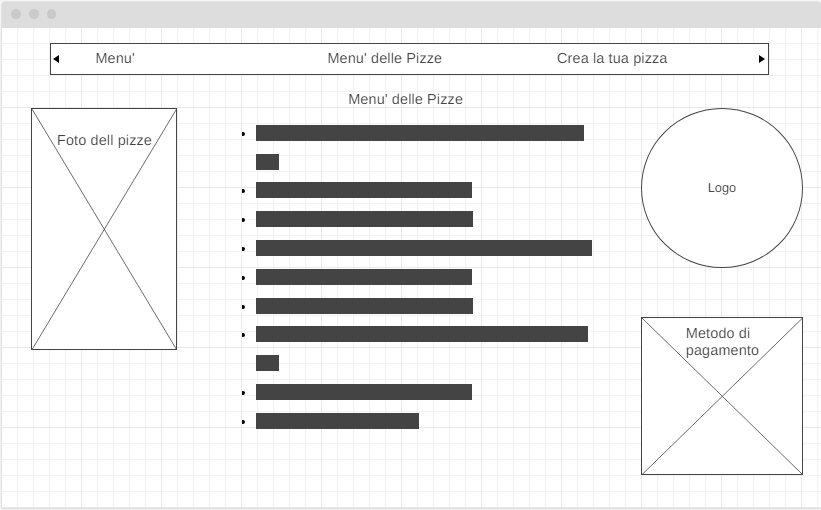 Menu' Menu' delle Pizze Crea la tua pizza
Menu' delle Pizze
Foto dell pizze
Logo
Metodo di
pagamento